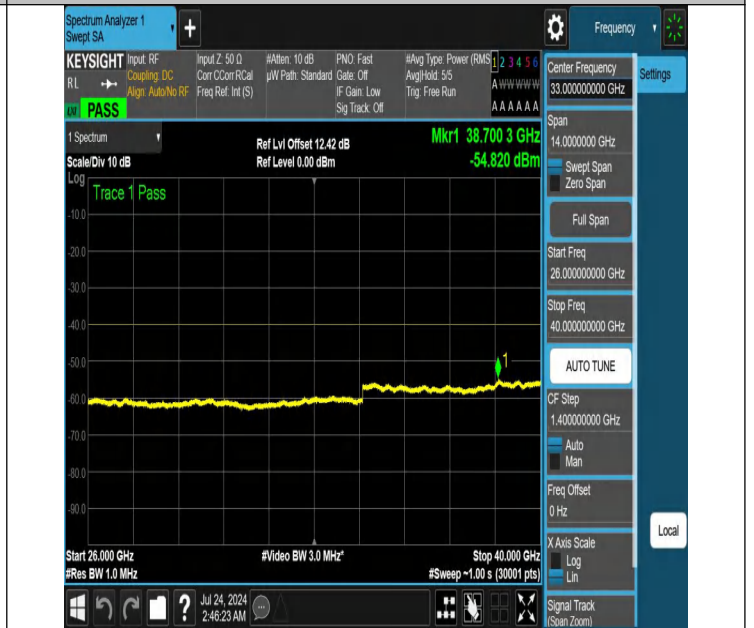 Spectrum Analyzer 1
Swept SA
+
Frequency
KEYSIGHT
RL
PASS
Input: RF
Coupling: DC
Align: Auto/No RF
Input Z: 50 Ω
Corr CCorr RCal
Freq Ref: Int (S)
#Atten: 10 dB
µW Path: Standard
PNO: Fast
Gate: Off
IF Gain: Low
Sig Track: Off
#Avg Type: Power (RMS
Avg|Hold: 5/5
Trig: Free Run
1 2 3 4 5 6
A W W W W W
A A A A A A
Center Frequency
33.000000000 GHz
Settings
1 Spectrum
Scale/Div 10 dB
Ref Lvl Offset 12.42 dB
Ref Level 0.00 dBm
Mkr1 38.700 3 GHz
-54.820 dBm
Log
Trace 1 Pass
-10.0
-20.0
-30.0
-40.0
-50.0
-60.0
-70.0
-80.0
-90.0
1
Span
14.0000000 GHz
Swept Span
Zero Span
Full Span
Start Freq
26.000000000 GHz
Stop Freq
40.000000000 GHz
AUTO TUNE
CF Step
1.400000000 GHz
Auto
Man
Freq Offset
0 Hz
X Axis Scale
Log
Lin
Signal Track
(Span Zoom)
Local
Start 26.000 GHz
#Res BW 1.0 MHz
#Video BW 3.0 MHz*
Stop 40.000 GHz
#Sweep ~1.00 s (30001 pts)
?
Jul 24, 2024
2:46:23 AM